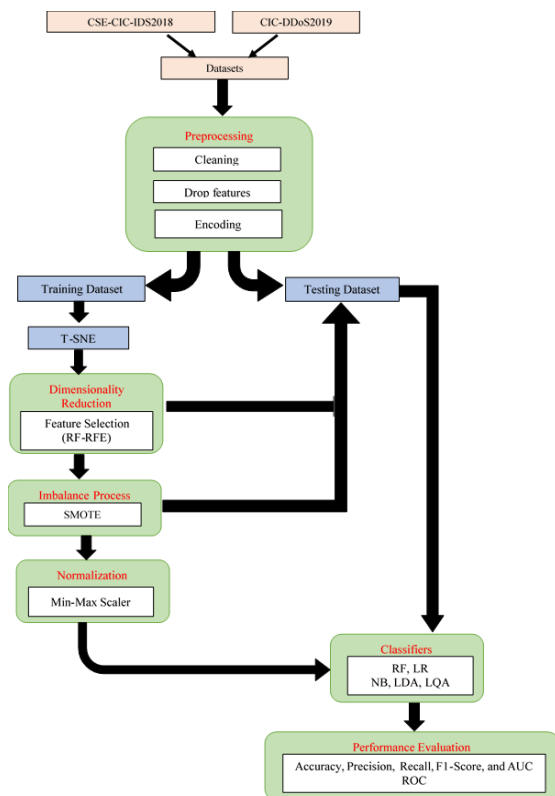 CSE-CIC-IDS2018
CIC-DDoS2019
Datasets
Preprocessing
Cleaning
Drop features
Encoding
Training Dataset
Testing Dataset
T-SNE
Dimensionality
Reduction
Feature Selection
(RF-RFE)
Imbalance Process
SMOTE
Normalization
Min-Max Scaler
Classifiers
RF, LR
NB, LDA, LQA
Performance Evaluation
Accuracy, Precision, Recall, F1-Score, and AUC
ROC